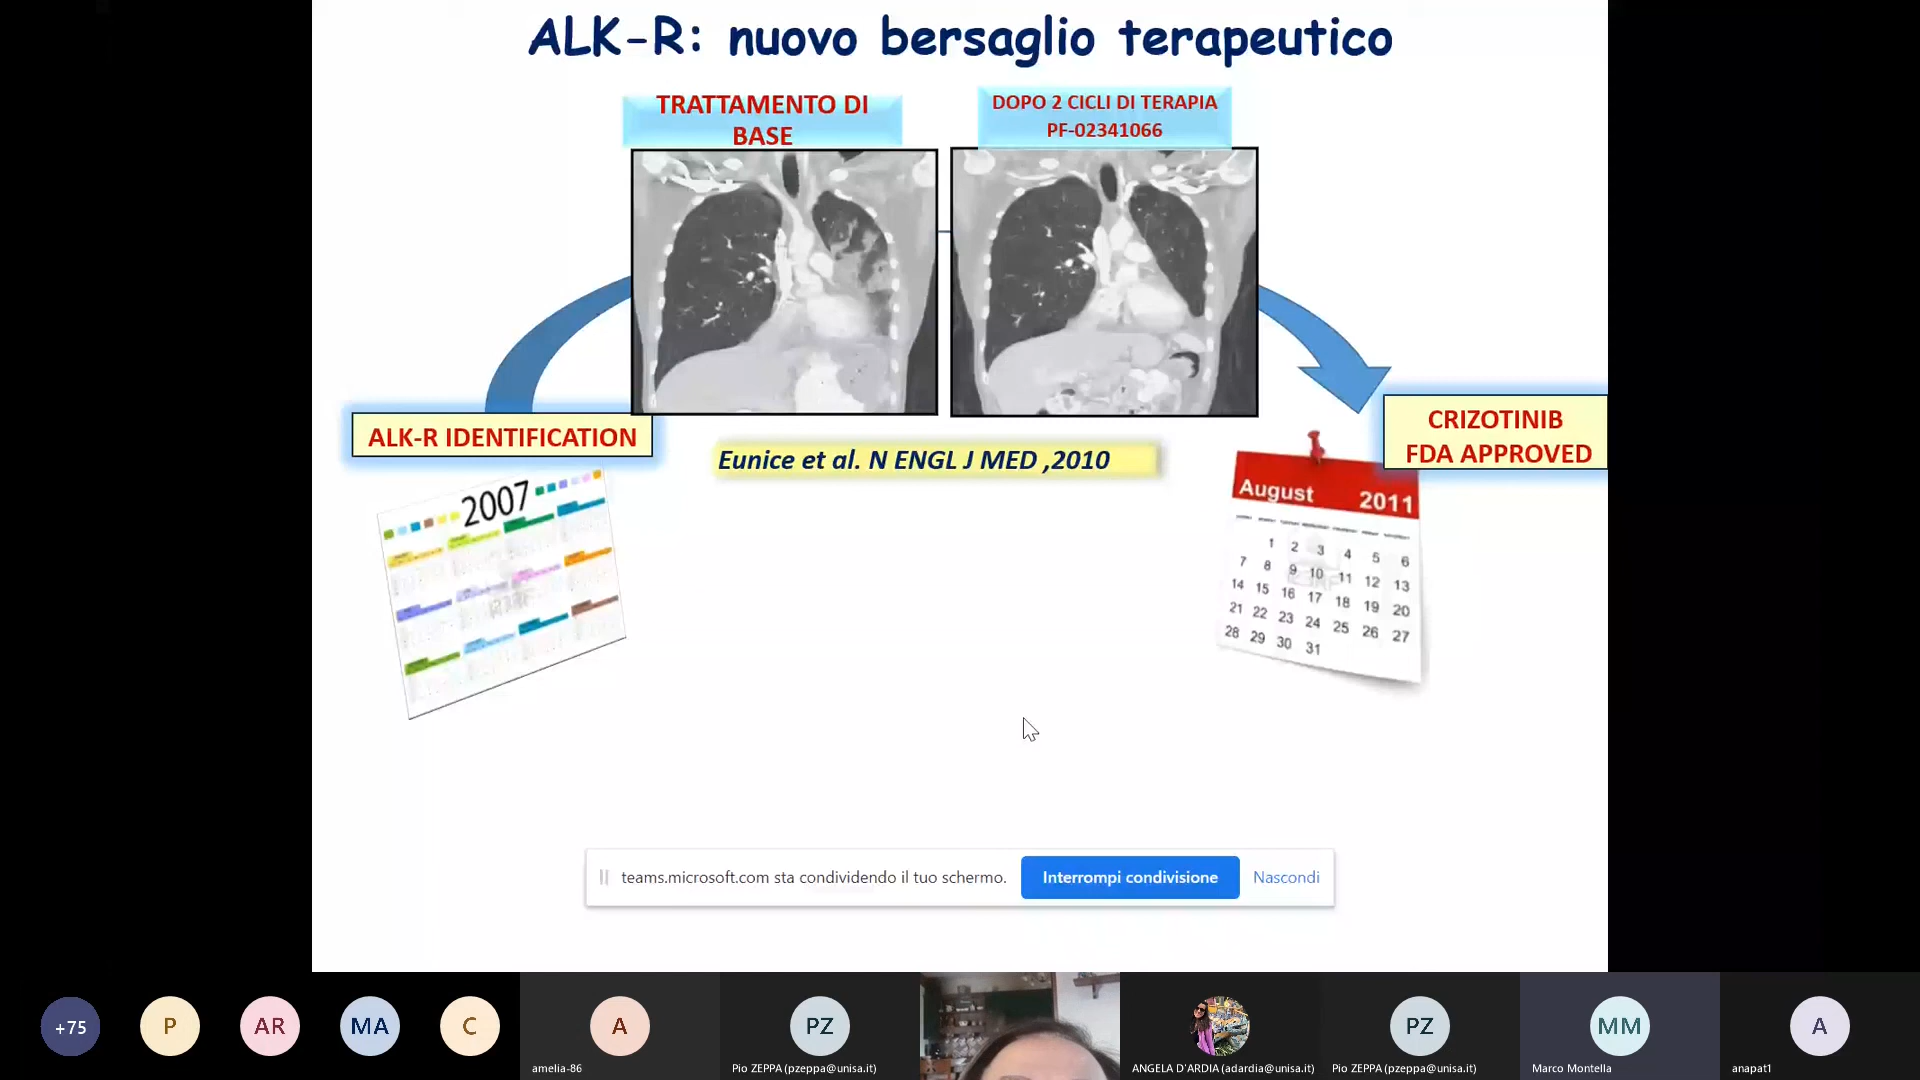 ALK-R: nuovo bersaglio terapeutico
TRATTAMENTO DI
BASE
DOPO 2 CICLI DI TERAPIA
PF-02341066
ALK-R IDENTIFICATION
Eunice et al. N ENGL J MED ,2010
CRIZOTINIB
FDA APPROVED
2007
August 2011
1 2 3 4 5 6
7 8 9 10 11 12 13
14 15 16 17 18 19 20
21 22 23 24 25 26 27
28 29 30 31
teams.microsoft.com sta condividendo il tuo schermo.
Interrompi condivisione
Nascondi
+75
P
AR
MA
C
A
PZ
PZ
MM
A
amelia-86
Pio ZEPPA (pzeppa@unisa.it)
ANGELA D'ARDIA (adardia@unisa.it)
Pio ZEPPA (pzeppa@unisa.it)
Marco Montella
anapat1